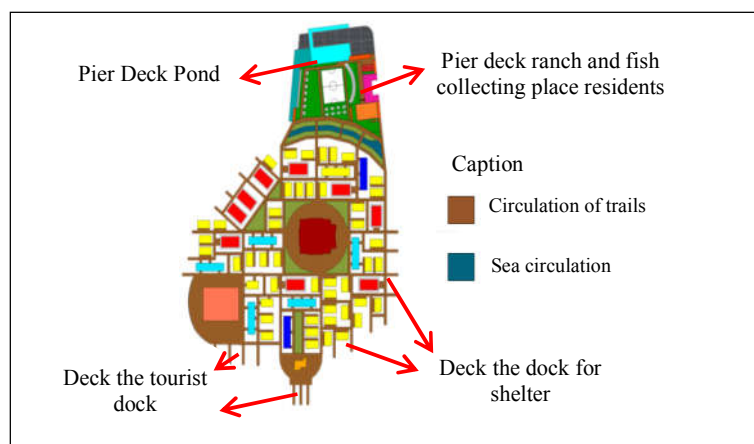 Pier Deck Pond
Pier deck ranch and fish
collecting place residents
Caption
Circulation of trails
Sea circulation
Deck the tourist
dock
Deck the dock for
shelter